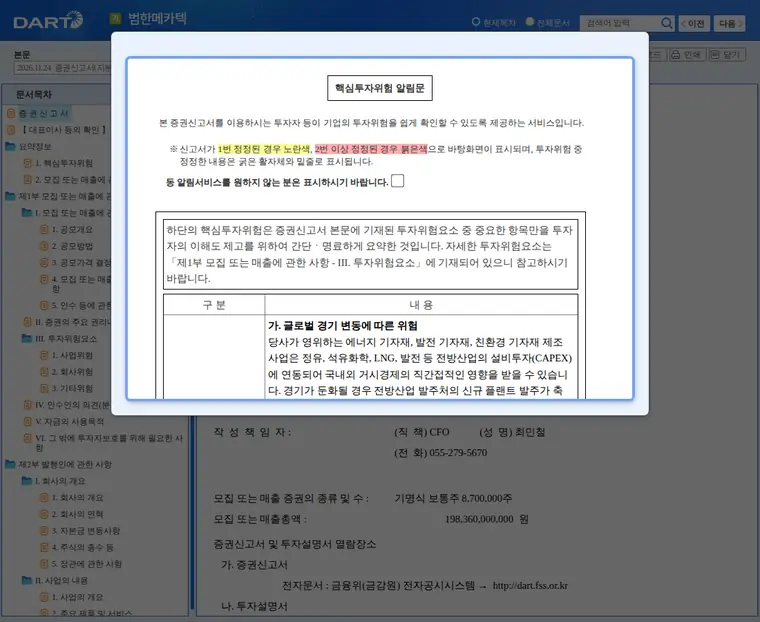 DART
유 범한메카텍
현재목차 전체문서 검색어 입력 이전 다음
본문
2026.11.24 증권신고서(지분
인쇄 닫기
문서목차
증 권 신 고 서
【 대표이사 등의 확인 】
요약정보
1. 핵심투자위험
2. 모집 또는 매출에 관
제1부 모집 또는 매출에 관
I. 모집 또는 매출에 관
1. 공모개요
2. 공모방법
3. 공모가격 결정
4. 모집 또는 매출
항
5. 인수 등에 관한
II. 증권의 주요 권리내
III. 투자위험요소
1. 사업위험
2. 회사위험
3. 기타위험
IV. 인수인의 의견(분
V. 자금의 사용목적
VI. 그 밖에 투자자보호를 위해 필요한 사
항
제2부 발행인에 관한 사항
I. 회사의 개요
1. 회사의 개요
2. 회사의 연혁
3. 자본금 변동사항
4. 주식의 총수 등
5. 정관에 관한 사항
II. 사업의 내용
1. 사업의 개요
2. 주요 제품 및 서비스
핵심투자위험 알림문
본 증권신고서를 이용하시는 투자자 등이 기업의 투자위험을 쉽게 확인할 수 있도록 제공하는 서비스입니다.
※ 신고서가 1번 정정된 경우 노란색, 2번 이상 정정된 경우 붉은색으로 바탕화면이 표시되며, 투자위험 중
정정한 내용은 굵은 활자체와 밑줄로 표시됩니다.
동 알림서비스를 원하지 않는 분은 표시하시기 바랍니다.
하단의 핵심투자위험은 증권신고서 본문에 기재된 투자위험요소 중 중요한 항목만을 투자
자의 이해도 제고를 위하여 간단ㆍ명료하게 요약한 것입니다. 자세한 투자위험요소는
「제1부 모집 또는 매출에 관한 사항 - III. 투자위험요소」에 기재되어 있으니 참고하시기
바랍니다.
구 분 내 용
가. 글로벌 경기 변동에 따른 위험
당사가 영위하는 에너지 기자재, 발전 기자재, 친환경 기자재 제조
사업은 정유, 석유화학, LNG, 발전 등 전방산업의 설비투자(CAPEX)
에 연동되어 국내외 거시경제의 직간접적인 영향을 받을 수 있습니
다. 경기가 둔화될 경우 전방산업 발주처의 신규 플랜트 발주가 축
작 성 책 임 자 : (직 책) CFO (성 명) 최민철
(전 화) 055-279-5670
모집 또는 매출 증권의 종류 및 수 : 기명식 보통주 8,700,000주
모집 또는 매출총액 : 198,360,000,000 원
증권신고서 및 투자설명서 열람장소
가. 증권신고서
전자문서 : 금융위(금감원) 전자공시시스템 → http://dart.fss.or.kr
나. 투자설명서